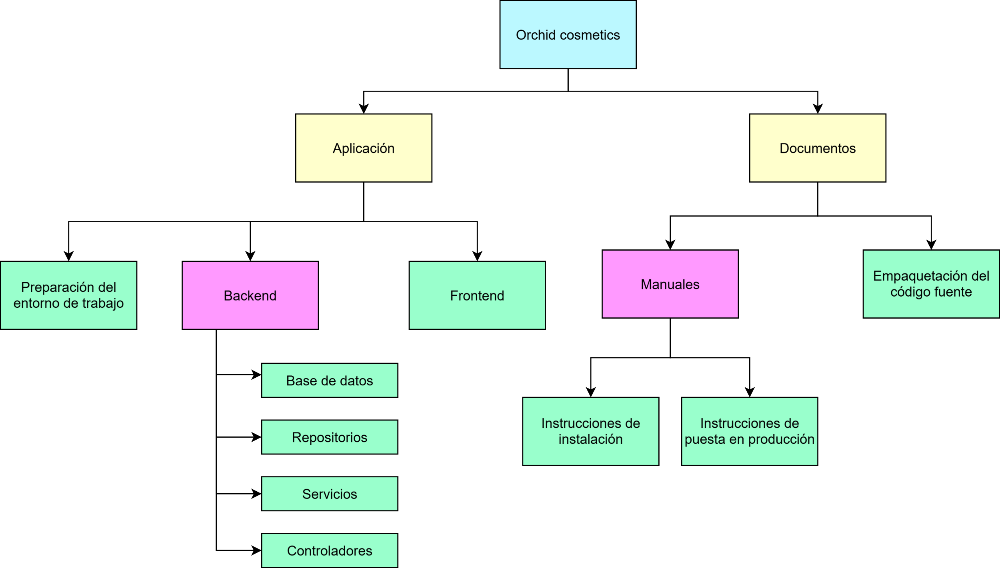 Orchid cosmetics
Aplicación
Documentos
Preparación del
entorno de trabajo
Backend
Frontend
Manuales
Empaquetación del
código fuente
Base de datos
Repositorios
Servicios
Controladores
Instrucciones de
instalación
Instrucciones de
puesta en producción